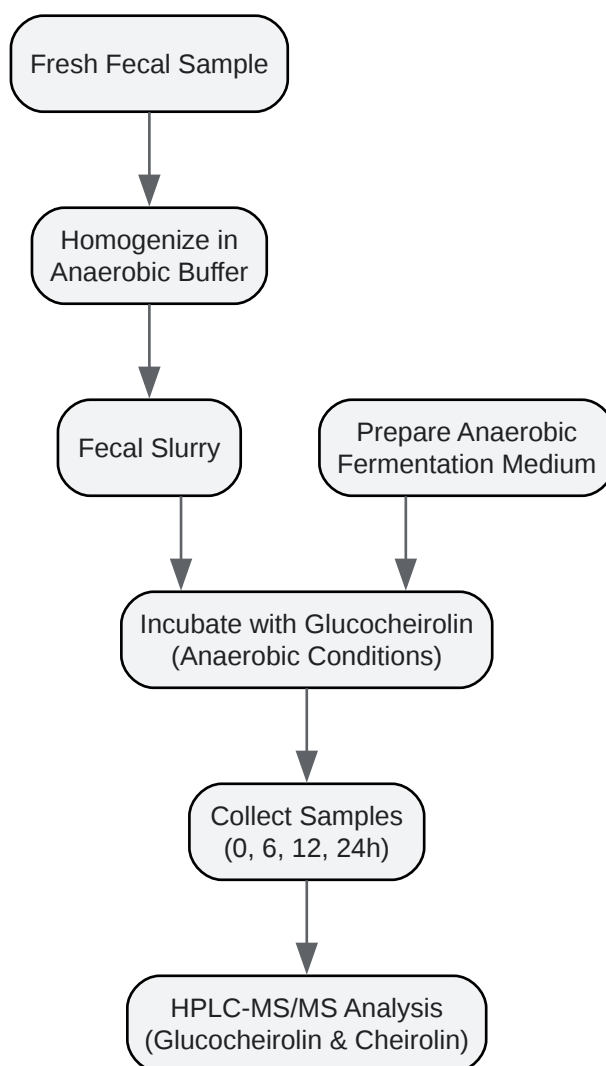 Fresh Fecal Sample
Homogenize in
Anaerobic Buffer
Fecal Slurry
Prepare Anaerobic
Fermentation Medium
Incubate with Glucocheirolin
(Anaerobic Conditions)
Collect Samples
(0, 6, 12, 24h)
HPLC-MS/MS Analysis
(Glucocheirolin & Cheirolin)